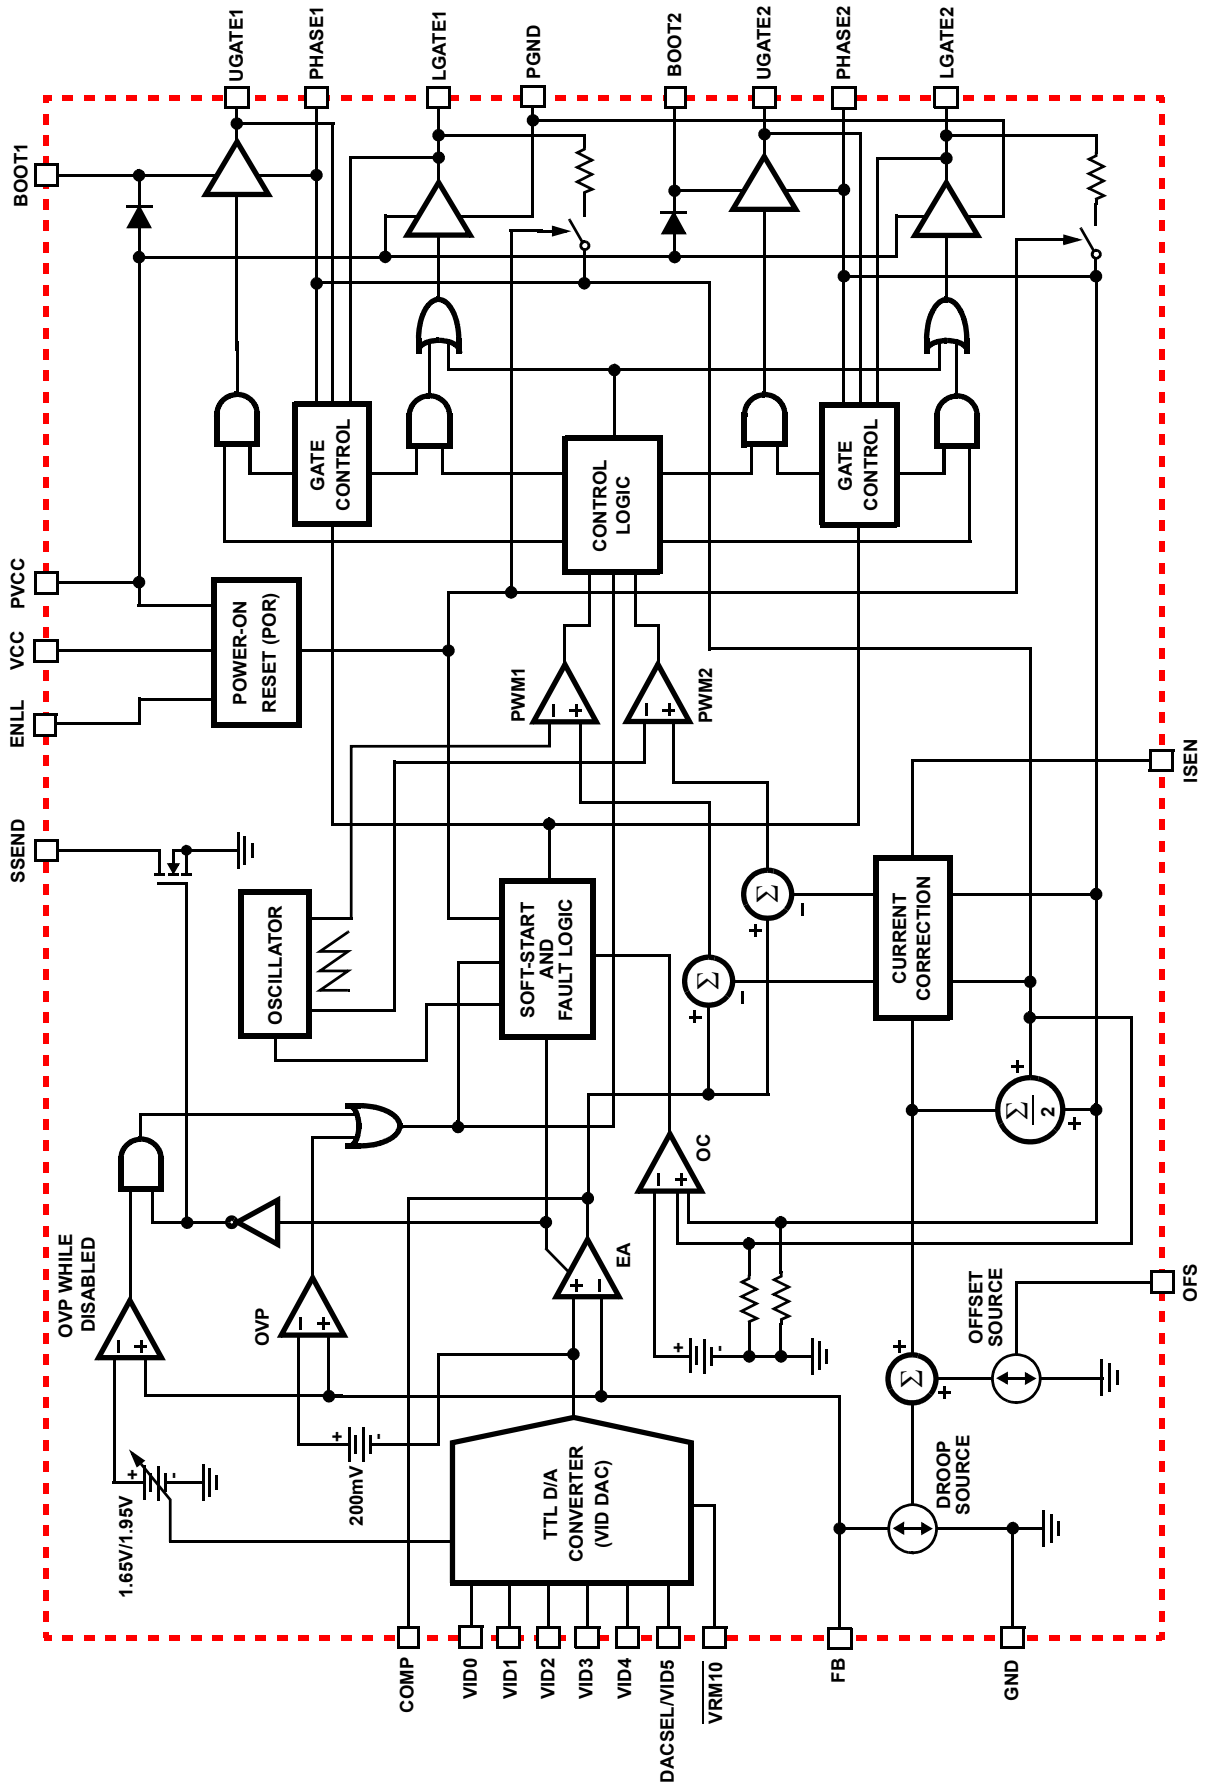 BOOT1
UGATE1
PHASE1
LGATE1
PGND
BOOT2
UGATE2
PHASE2
LGATE2
PVCC
VCC
ENLL
SSEND
GATE
CONTROL
CONTROL
LOGIC
GATE
CONTROL
POWER-ON
RESET (POR)
PWM1
- +
PWM2
- +
ISEN
OSCILLATOR
SOFT-START
AND
FAULT LOGIC
Σ
+ -
Σ
+ -
CURRENT
CORRECTION
Σ
2
+ +
OC
- +
EA
+ -
OVP WHILE
DISABLED
- +
OVP
- +
+ -
OFS
OFFSET
SOURCE
Σ
+ +
DROOP
SOURCE
+ -
1.65V/1.95V
+ -
200mV
TTL D/A
CONVERTER
(VID DAC)
COMP
VID0
VID1
VID2
VID3
VID4
DACSEL/VID5
VRM10
FB
GND